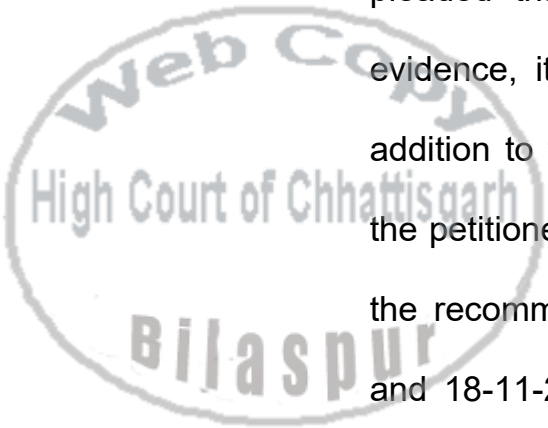 Web Copy
High Court of Chhattisgarh
Bilaspur
evidence, it
addition to
the petitione
the recomm
and 18-11-2